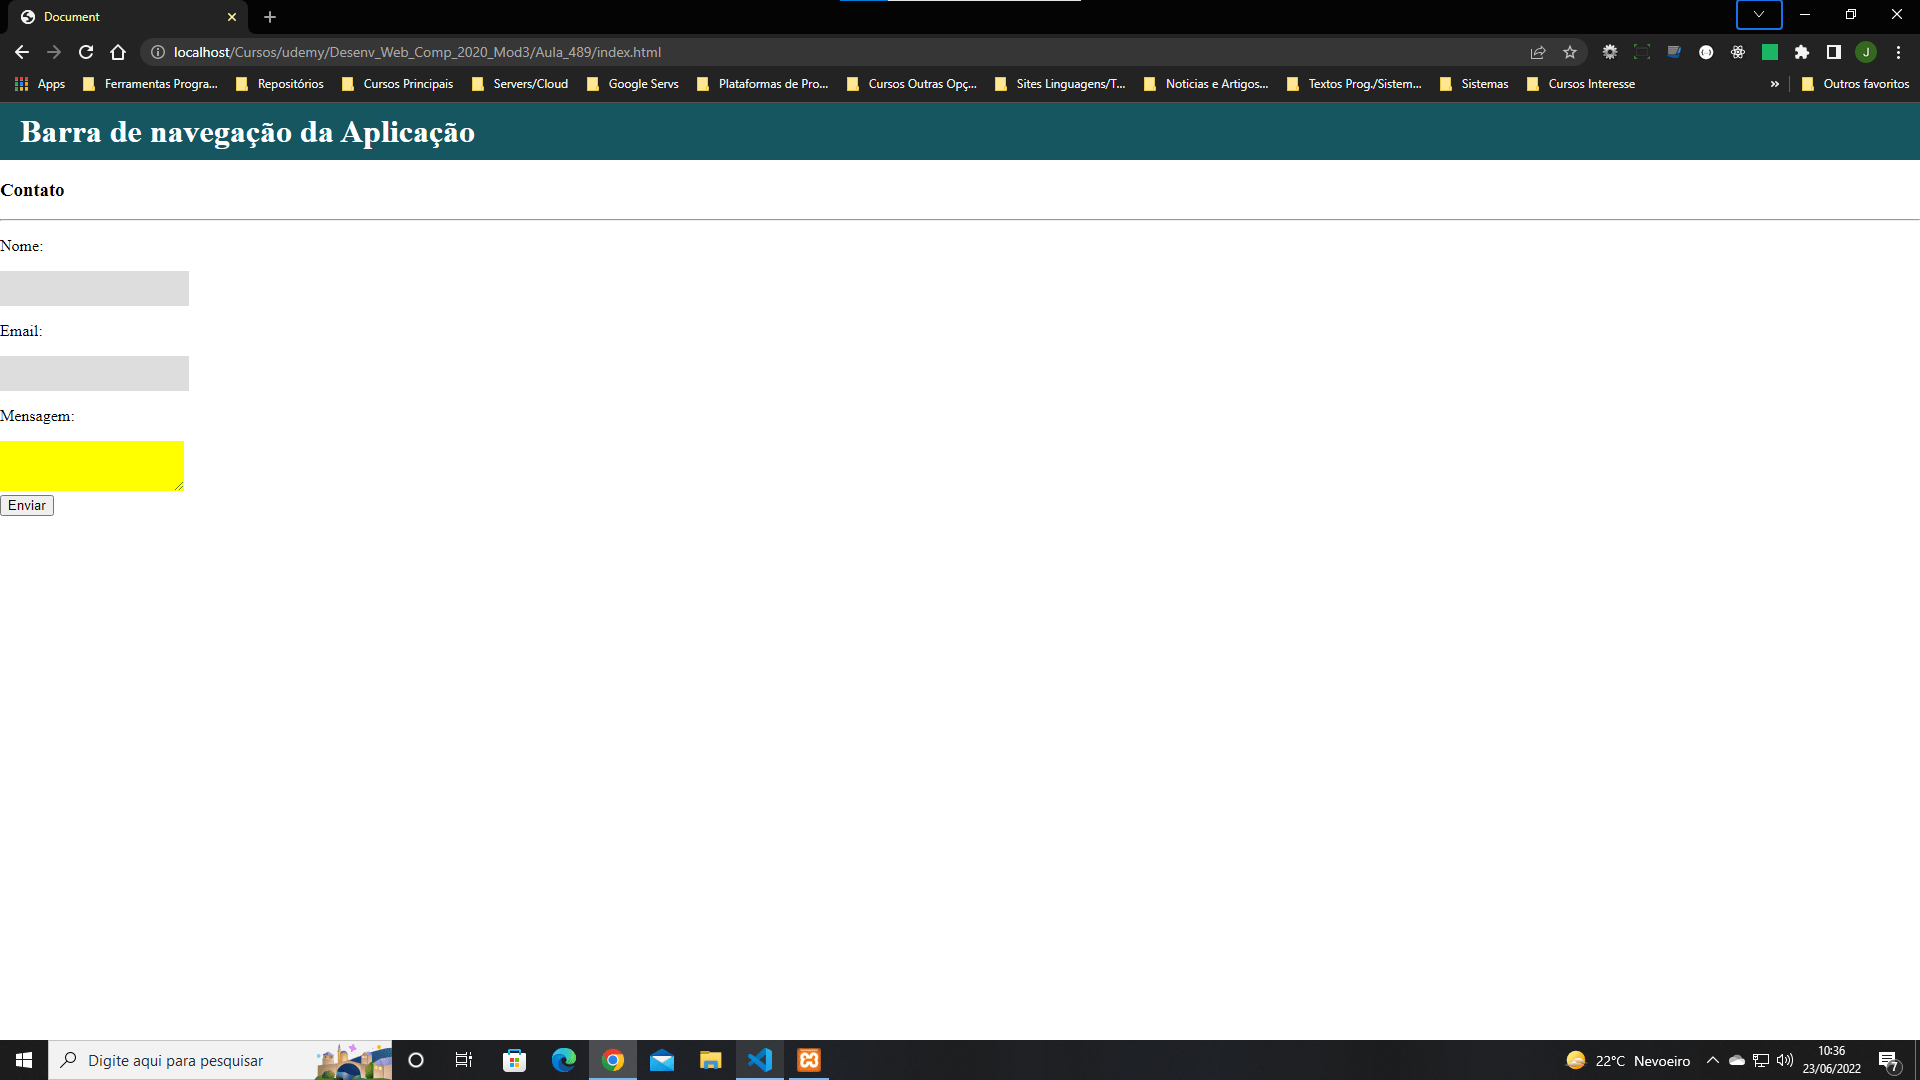 Document
localhost/Cursos/udemy/Desenv_Web_Comp_2020_Mod3/Aula_489/index.html
J
Apps Ferramentas Progra... Repositórios Cursos Principais Servers/Cloud Google Servs Plataformas de Pro... Cursos Outras Opç... Sites Linguagens/T... Noticias e Artigos... Textos Prog./Sistem... Sistemas Cursos Interesse » Outros favoritos
Barra de navegação da Aplicação
Contato
Nome:
Email:
Mensagem:
Enviar
Digite aqui para pesquisar
22°C Nevoeiro
10:36
23/06/2022
7